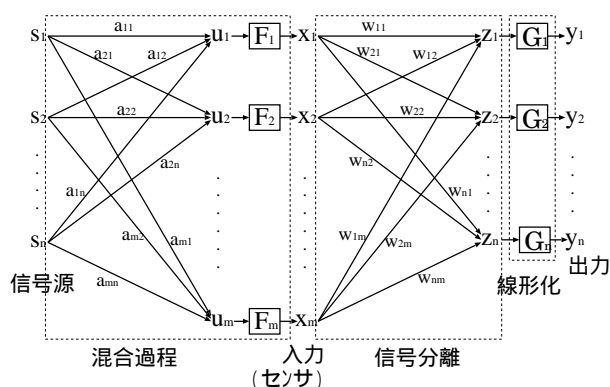 s1 a11 u1 F1 x1 w11 z1 G1 y1
a21 a12 w21 w12
s2 a22 u2 F2 x2 w22 z2 G2 y2
a2n wn2
a1n wn1
sn am2 am1 w1m w2m zn Gn yn
信号源 amn wnm 線形化 出力
um Fm xm
混合過程 入力 信号分離
(センサ)